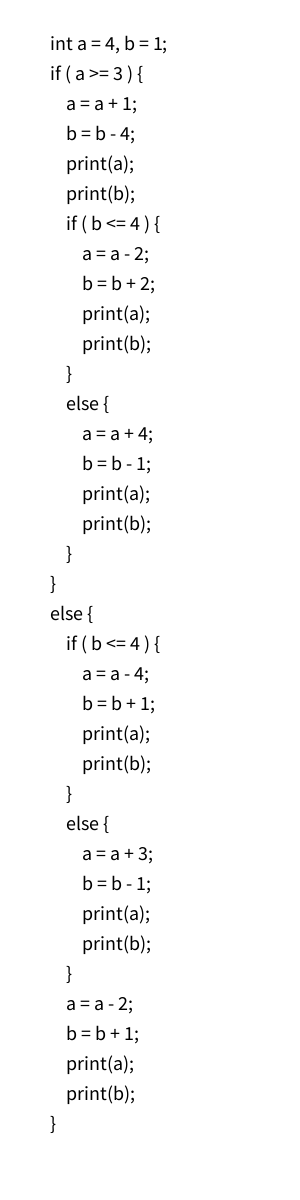 int a = 4, b = 1;
if ( a >= 3 ) {
a = a + 1;
b = b - 4;
print(a);
print(b);
if ( b <= 4 ) {
a = a - 2;
b = b + 2;
print(a);
print(b);
}
else {
a = a + 4;
b = b - 1;
print(a);
print(b);
}
}
else {
if ( b <= 4 ) {
a = a - 4;
b = b + 1;
print(a);
print(b);
}
else {
a = a + 3;
b = b - 1;
print(a);
print(b);
}
a = a - 2;
b = b + 1;
print(a);
print(b);
}